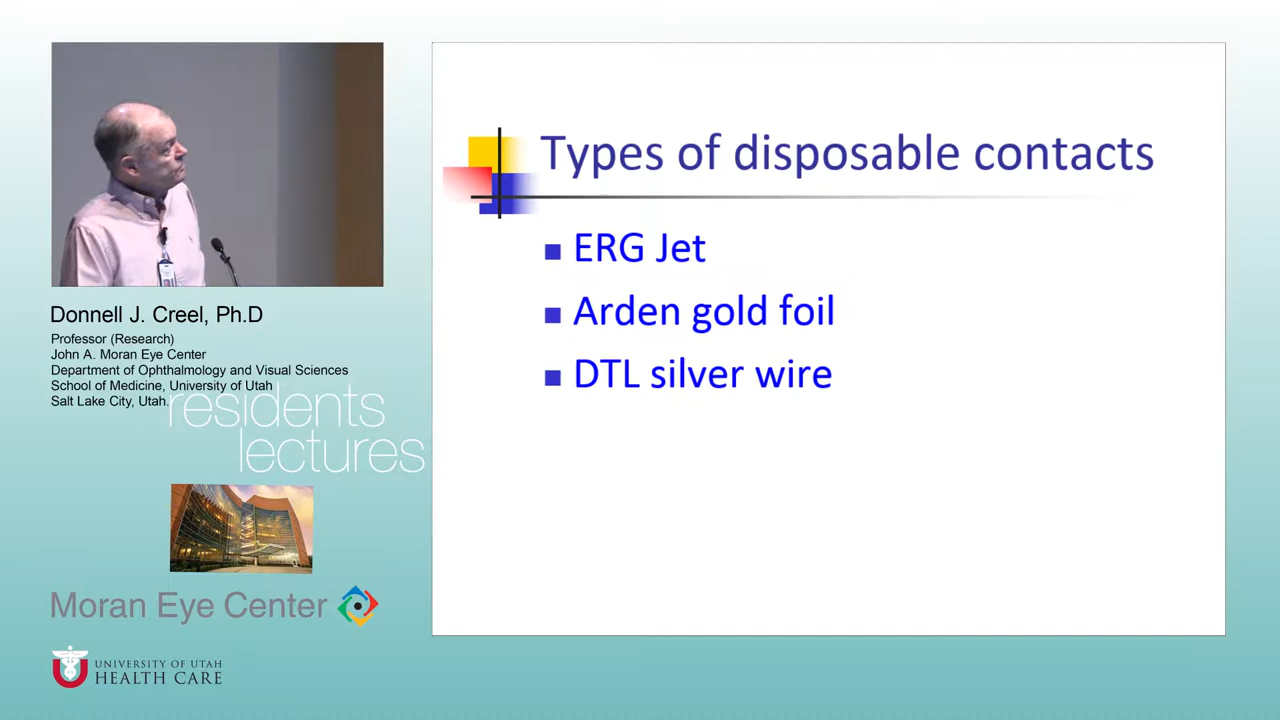 Types of disposable contacts
ERG Jet
Arden gold foil
DTL silver wire
Donnell J. Creel, Ph.D
Professor (Research)
John A. Moran Eye Center
Department of Ophthalmology and Visual Sciences
School of Medicine, University of Utah
Salt Lake City, Utah.
residents
lectures
Moran Eye Center
UNIVERSITY OF UTAH
HEALTH CARE